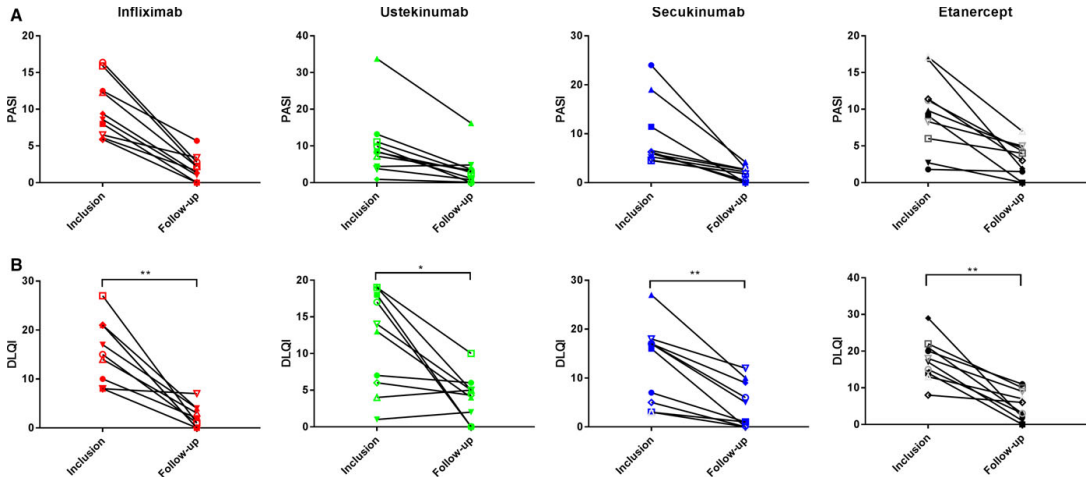 A
Infliximab
PASI
20
15
10
5
0
Inclusion
Follow-up
Ustekinumab
PASI
40
30
20
10
0
Inclusion
Follow-up
Secukinumab
PASI
30
20
10
0
Inclusion
Follow-up
Etanercept
PASI
20
15
10
5
0
Inclusion
Follow-up
B
DLQI
30
20
10
0
**
Inclusion
Follow-up
DLQI
20
15
10
5
0
*
Inclusion
Follow-up
DLQI
30
20
10
0
**
Inclusion
Follow-up
DLQI
40
30
20
10
0
**
Inclusion
Follow-up